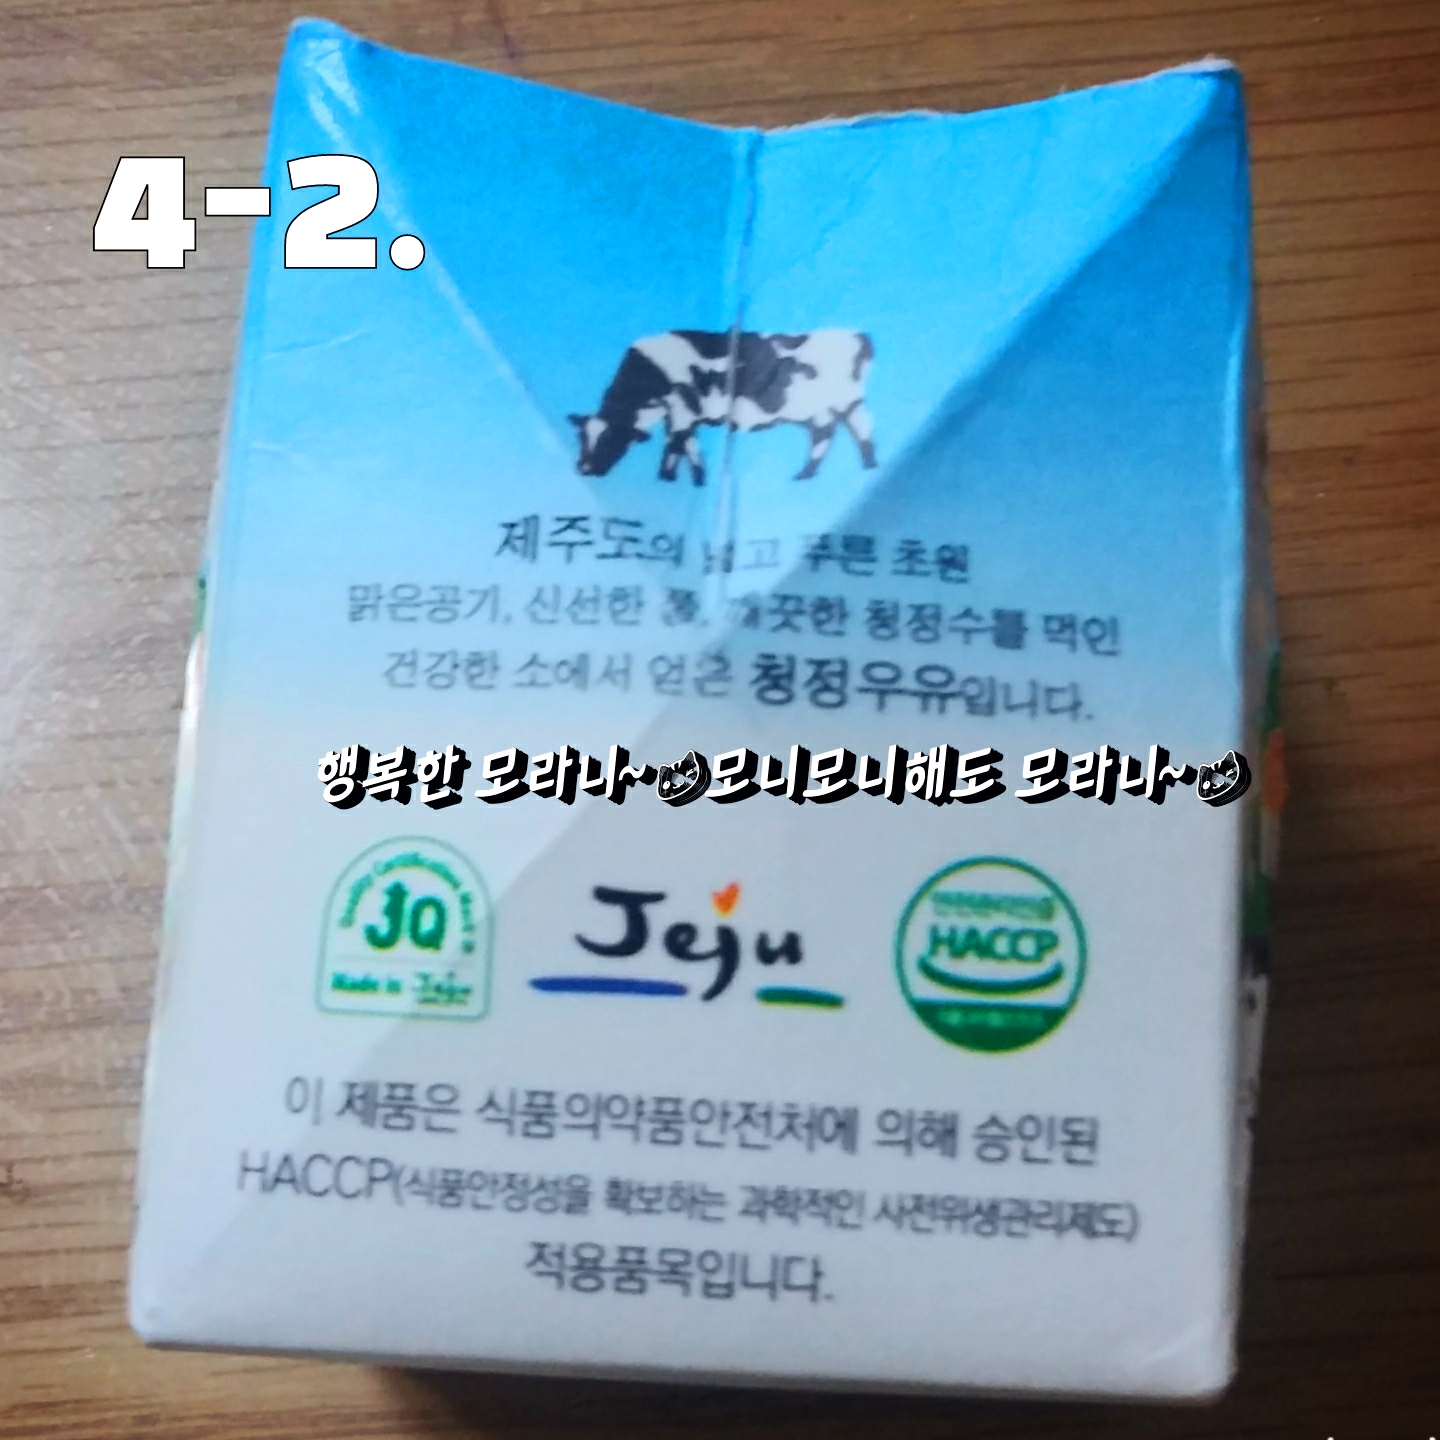 4-2.
제주도의 넓고 푸른 초원
맑은공기, 신선한 풀, 깨끗한 청정수를 먹인
건강한 소에서 얻은 청정우유입니다.
행복한 모라나~모니모니해도 모라나~
Quality Certification Mark
JQ
Made in Jeju
Jeju
HACCP
이 제품은 식품의약품안전처에 의해 승인된
HACCP(식품안정성을 확보하는 과학적인 사전위생관리제도)
적용품목입니다.